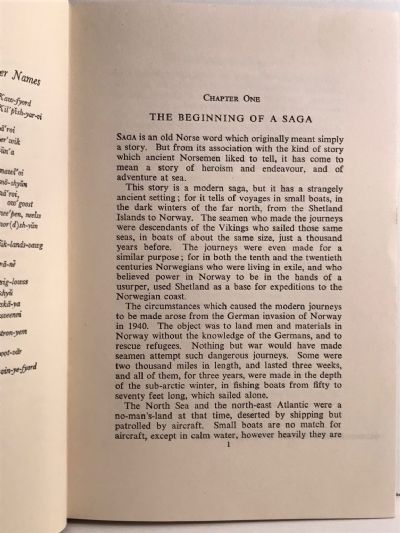 er Names
CHAPTER ONE
THE BEGINNING OF A SAGA
SAGA is an old Norse word which originally meant simply
a story. But from its association with the kind of story
which ancient Norsemen liked to tell, it has come to
mean a story of heroism and endeavour, and of
adventure at sea.
This story is a modern saga, but it has a strangely
ancient setting; for it tells of voyages in small boats, in
the dark winters of the far north, from the Shetland
Islands to Norway. The seamen who made the journeys
were descendants of the Vikings who sailed those same
seas, in boats of about the same size, just a thousand
years before. The journeys were even made for a
similar purpose; for in both the tenth and the twentieth
centuries Norwegians who were living in exile, and who
believed power in Norway to be in the hands of a
usurper, used Shetland as a base for expeditions to the
Norwegian coast.
The circumstances which caused the modern journeys
to be made arose from the German invasion of Norway
in 1940. The object was to land men and materials in
Norway without the knowledge of the Germans, and to
rescue refugees. Nothing but war would have made
seamen attempt such dangerous journeys. Some were
two thousand miles in length, and lasted three weeks,
and all of them, for three years, were made in the depth
of the sub-arctic winter, in fishing boats from fifty to
seventy feet long, which sailed alone.
The North Sea and the north-east Atlantic were a
no-man's-land at that time, deserted by shipping but
patrolled by aircraft. Small boats are no match for
aircraft, except in calm water, however heavily they are
1